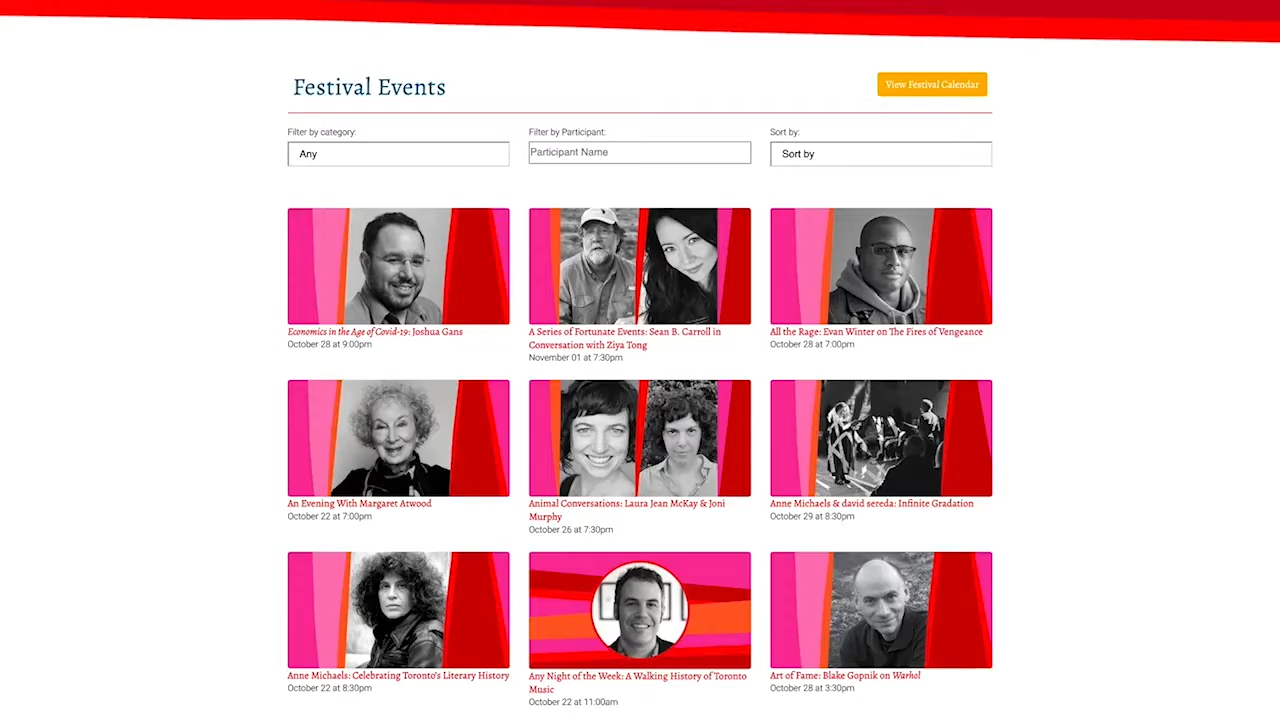 Festival Events
View Festival Calendar
Filter by category:
Filter by Participant:
Sort by:
Any
Participant Name
Sort by
Economics in the Age of Covid-19: Joshua Gans
October 28 at 9:00pm
A Series of Fortunate Events: Sean B. Carroll in
Conversation with Ziya Tong
November 01 at 7:30pm
All the Rage: Evan Winter on The Fires of Vengeance
October 28 at 7:00pm
An Evening With Margaret Atwood
October 22 at 7:00pm
Animal Conversations: Laura Jean McKay & Joni
Murphy
October 26 at 7:30pm
Anne Michaels & david sereda: Infinite Gradation
October 29 at 8:30pm
Anne Michaels: Celebrating Toronto's Literary History
October 22 at 8:30pm
Any Night of the Week: A Walking History of Toronto
Music
October 22 at 11:00am
Art of Fame: Blake Gopnik on Warhol
October 28 at 3:30pm